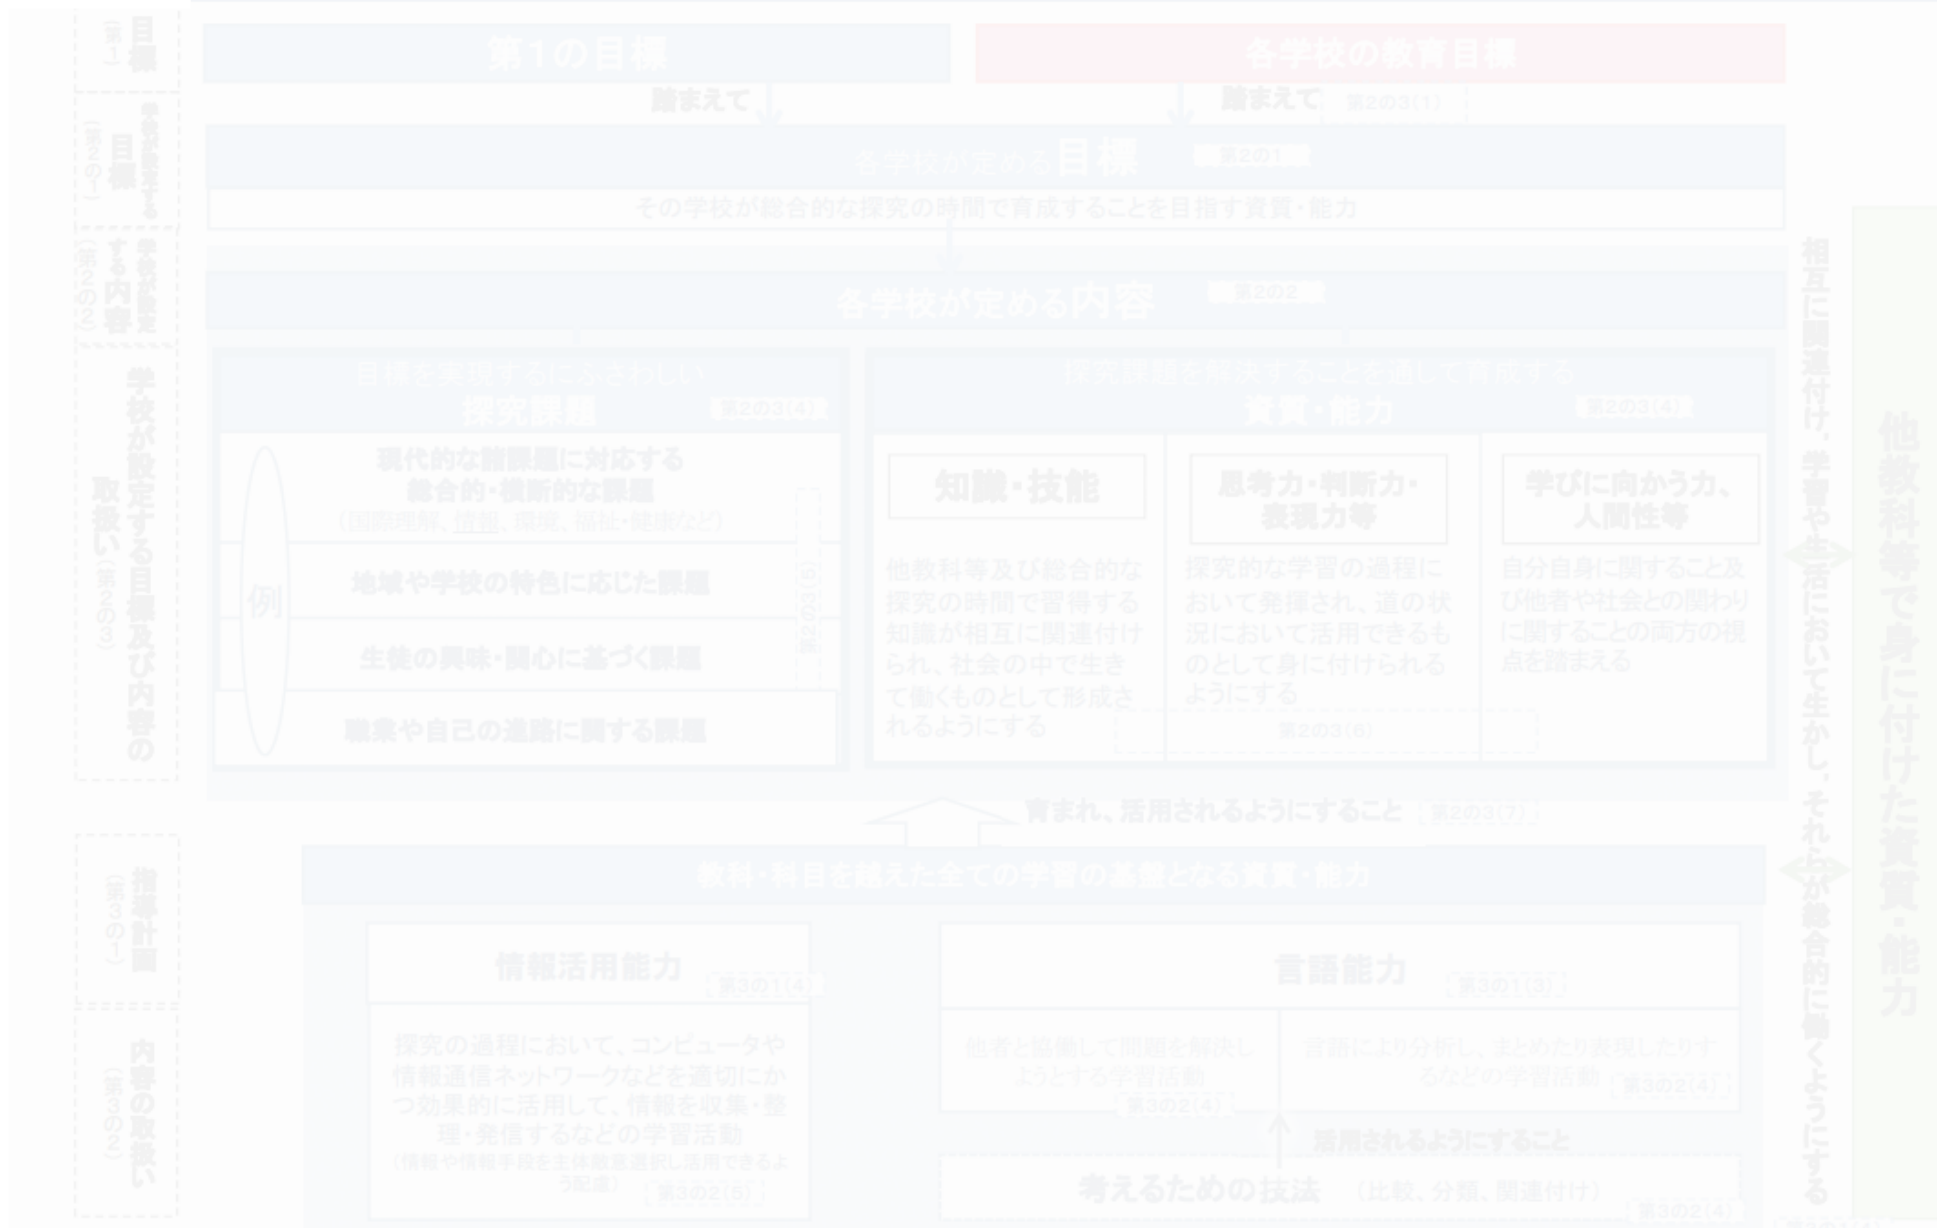 目標
(第1)
第1の目標
各学校の教育目標
踏まえて
踏まえて
第2の3(1)
学校が設定する
目標
(第2の1)
各学校が定める目標
第2の1
その学校が総合的な探究の時間で育成することを目指す資質・能力
学校が設定
する内容
(第2の2)
各学校が定める内容
第2の2
学校が設定する目標及び内容の
取扱い(第2の3)
目標を実現するにふさわしい
探究課題
第2の3(4)
現代的な諸課題に対応する
総合的・横断的な課題
(国際理解、情報、環境、福祉・健康など)
地域や学校の特色に応じた課題
生徒の興味・関心に基づく課題
職業や自己の進路に関する課題
例
第2の3(5)
探究課題を解決することを通して育成する
資質・能力
第2の3(4)
知識・技能
他教科等及び総合的な
探究の時間で習得する
知識が相互に関連付け
られ、社会の中で生き
て働くものとして形成さ
れるようにする
思考力・判断力・
表現力等
探究的な学習の過程に
おいて発揮され、道の状
況において活用できるも
のとして身に付けられる
ようにする
学びに向かう力、
人間性等
自分自身に関すること及
び他者や社会との関わり
に関することの両方の視
点を踏まえる
第2の3(6)
育まれ、活用されるようにすること
第2の3(7)
教科・科目を越えた全ての学習の基盤となる資質・能力
指導計画
(第3の1)
情報活用能力
第3の1(4)
言語能力
第3の1(3)
内容の取扱い
(第3の2)
探究の過程において、コンピュータや
情報通信ネットワークなどを適切にか
つ効果的に活用して、情報を収集・整
理・発信するなどの学習活動
(情報や情報手段を主体敵意選択し活用できるよ
う配慮)
第3の2(5)
他者と協働して問題を解決し
ようとする学習活動
第3の2(4)
言語により分析し、まとめたり表現したりす
るなどの学習活動
第3の2(4)
活用されるようにすること
考えるための技法 (比較、分類、関連付け)
第3の2(4)
相互に関連付け、学習や生活において生かし、それらが総合的に働くようにする
他教科等で身に付けた資質・能力